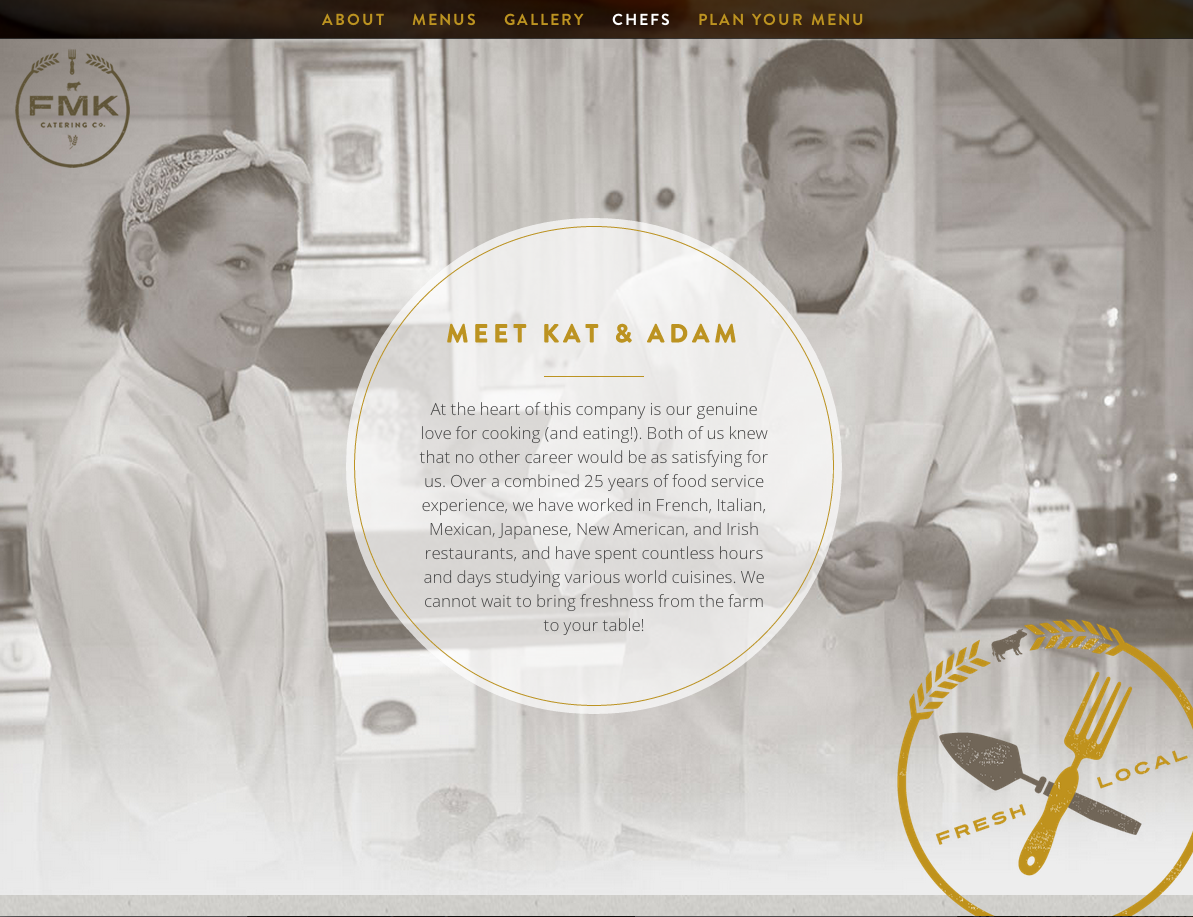 ABOUT MENUS GALLERY CHEFS PLAN YOUR MENU
FMK
CATERING CO.
MEET KAT & ADAM
At the heart of this company is our genuine
love for cooking (and eating!). Both of us knew
that no other career would be as satisfying for
us. Over a combined 25 years of food service
experience, we have worked in French, Italian,
Mexican, Japanese, New American, and Irish
restaurants, and have spent countless hours
and days studying various world cuisines. We
cannot wait to bring freshness from the farm
to your table!
FRESH LOCAL